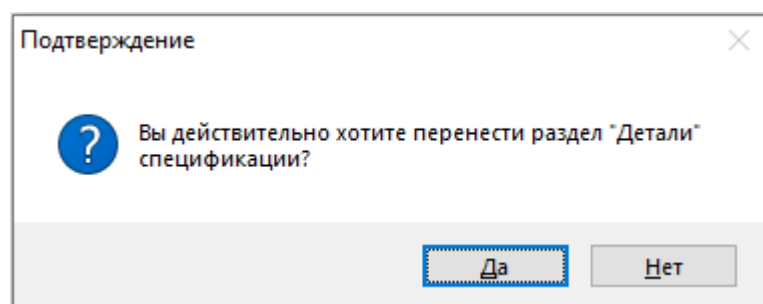 Подтверждение
Вы действительно хотите перенести раздел "Детали"
спецификации?
Да
Нет